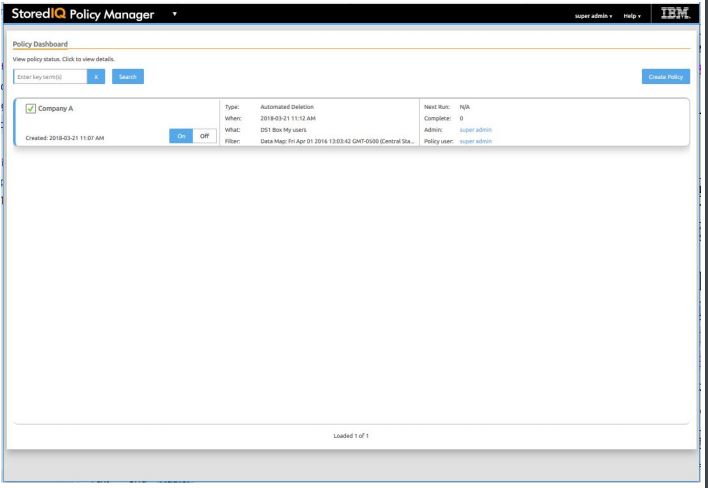 StoredIQ Policy Manager
super admin
Help
IBM
Policy Dashboard
View policy status. Click to view details.
Enter key term(s)
X
Search
Create Policy
Company A
Created: 2018-03-21 11:07 AM
On
Off
Type: Automated Deletion
When: 2018-03-21 11:12 AM
What: DS1 Box My users
Filter: Data Map: Fri Apr 01 2016 13:03:42 GMT-0500 (Central Sta...
Next Run: N/A
Complete: 0
Admin: super admin
Policy user: super admin
Loaded 1 of 1